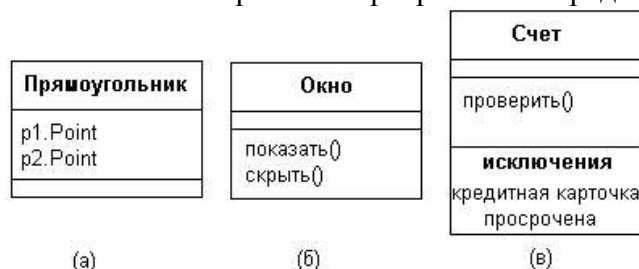 Прямоугольник
p1.Point
p2.Point
(а)
Окно
показать()
скрыть()
(б)
Счет
проверить()
исключения
кредитная карточка
просрочена
(в)